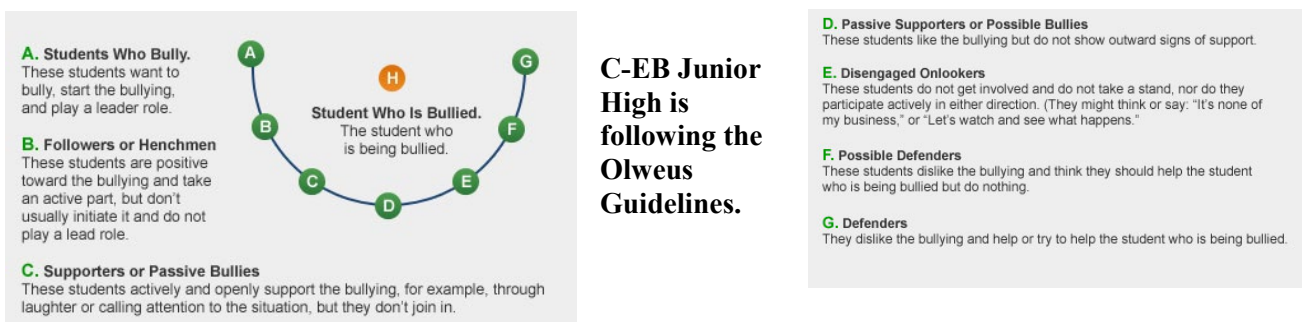 A. Students Who Bully.
These students want to
bully, start the bullying,
and play a leader role.
B. Followers or Henchmen
These students are positive
toward the bullying and take
an active part, but don't
usually initiate it and do not
play a lead role.
C. Supporters or Passive Bullies
These students actively and openly support the bullying, for example, through
laughter or calling attention to the situation, but they don't join in.
A
B
C
D
E
F
G
H
Student Who Is Bullied.
The student who
is being bullied.
C-EB Junior
High is
following the
Olweus
Guidelines.
D. Passive Supporters or Possible Bullies
These students like the bullying but do not show outward signs of support.
E. Disengaged Onlookers
These students do not get involved and do not take a stand, nor do they
participate actively in either direction. (They might think or say: "It's none of
my business," or "Let's watch and see what happens."
F. Possible Defenders
These students dislike the bullying and think they should help the student
who is being bullied but do nothing.
G. Defenders
They dislike the bullying and help or try to help the student who is being bullied.